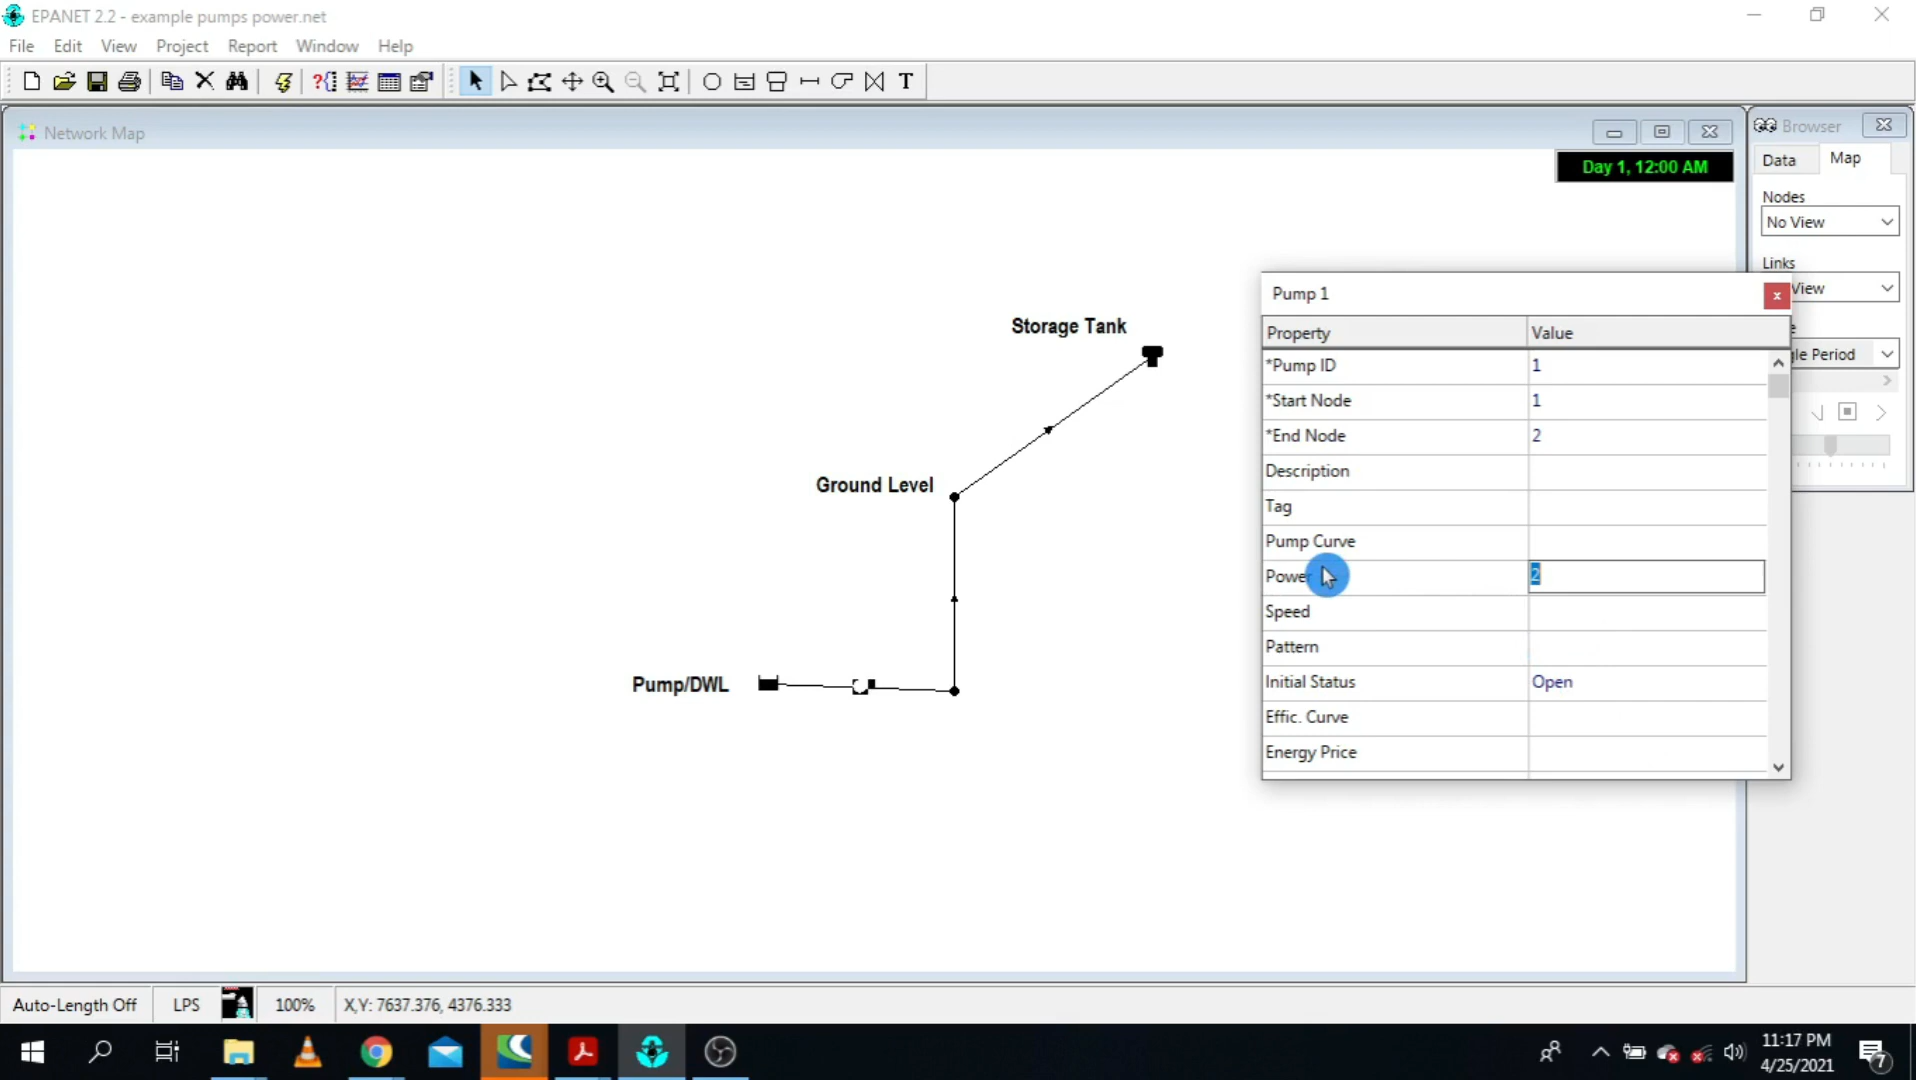 EPANET 2.2 - example pumps power.net
File Edit View Project Report Window Help
?{}
T
Network Map
Day 1, 12:00 AM
Browser
Data Map
Nodes
No View
Links
View
Period
Storage Tank
Ground Level
Pump/DWL
Pump 1
x
Property Value
*Pump ID 1
*Start Node 1
*End Node 2
Description
Tag
Pump Curve
Power 2
Speed
Pattern
Initial Status Open
Effic. Curve
Energy Price
Auto-Length Off LPS 100% X,Y: 7637.376, 4376.333
11:17 PM
4/25/2021
7